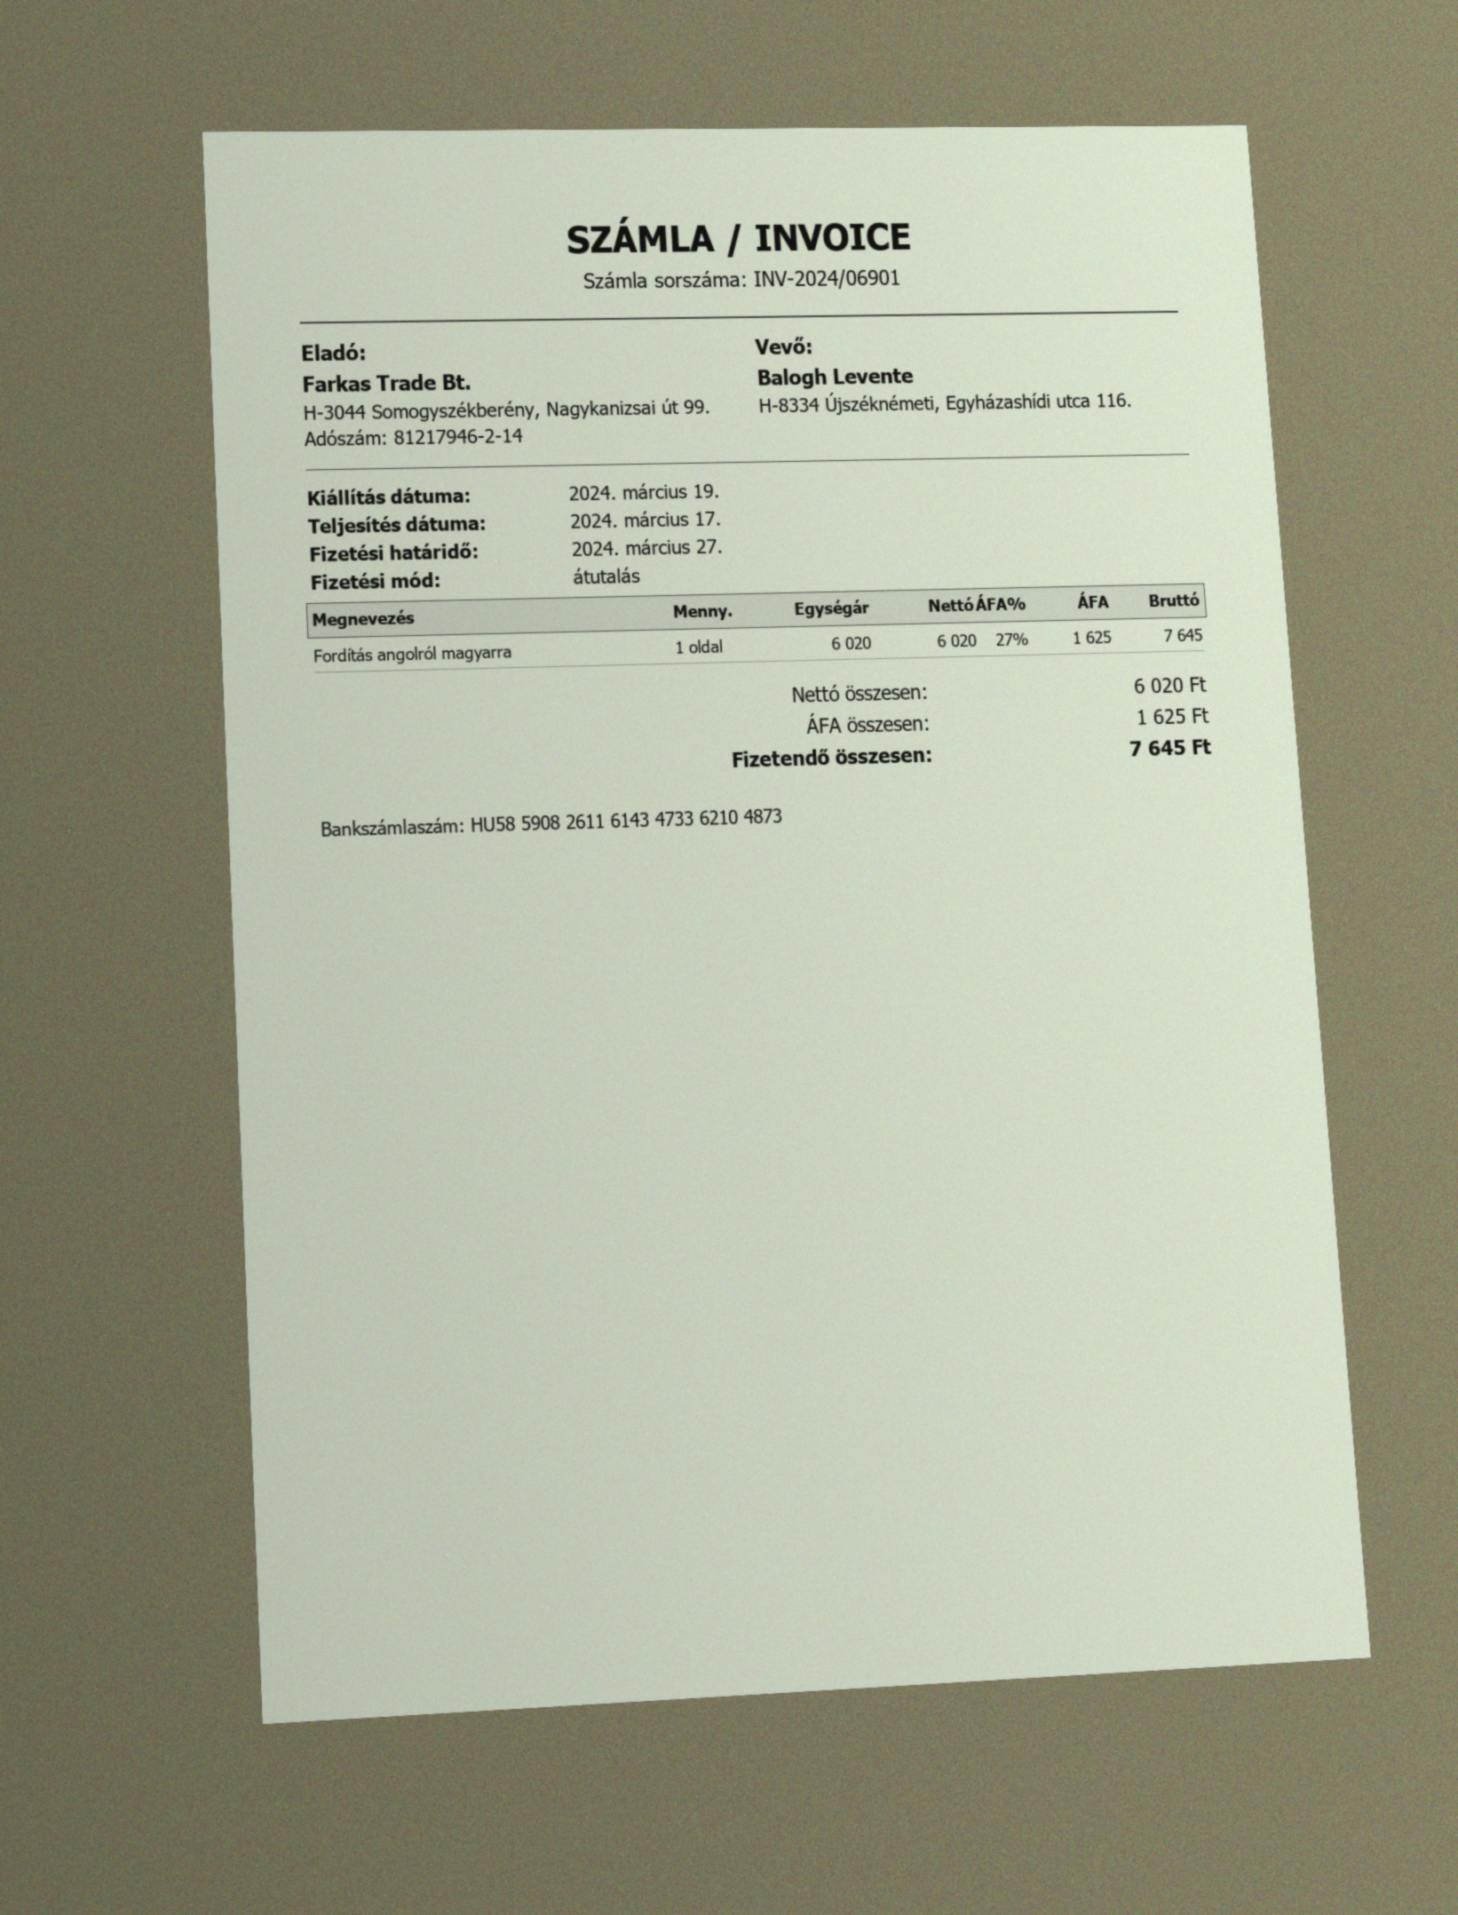 SZÁMLA / INVOICE
Számla sorszáma: INV-2024/06901
Eladó:
Farkas Trade Bt.
H-3044 Somogyszékberény, Nagykanizsai út 99.
Adószám: 81217946-2-14
Vevő:
Balogh Levente
H-8334 Újszéknémeti, Egyházashídi utca 116.
Kiállítás dátuma: 2024. március 19.
Teljesítés dátuma: 2024. március 17.
Fizetési határidő: 2024. március 27.
Fizetési mód: átutalás
Megnevezés Menny. Egységár Nettó ÁFA% ÁFA Bruttó
Fordítás angolról magyarra 1 oldal 6 020 6 020 27% 1 625 7 645
Nettó összesen: 6 020 Ft
ÁFA összesen: 1 625 Ft
Fizetendő összesen: 7 645 Ft
Bankszámlaszám: HU58 5908 2611 6143 4733 6210 4873